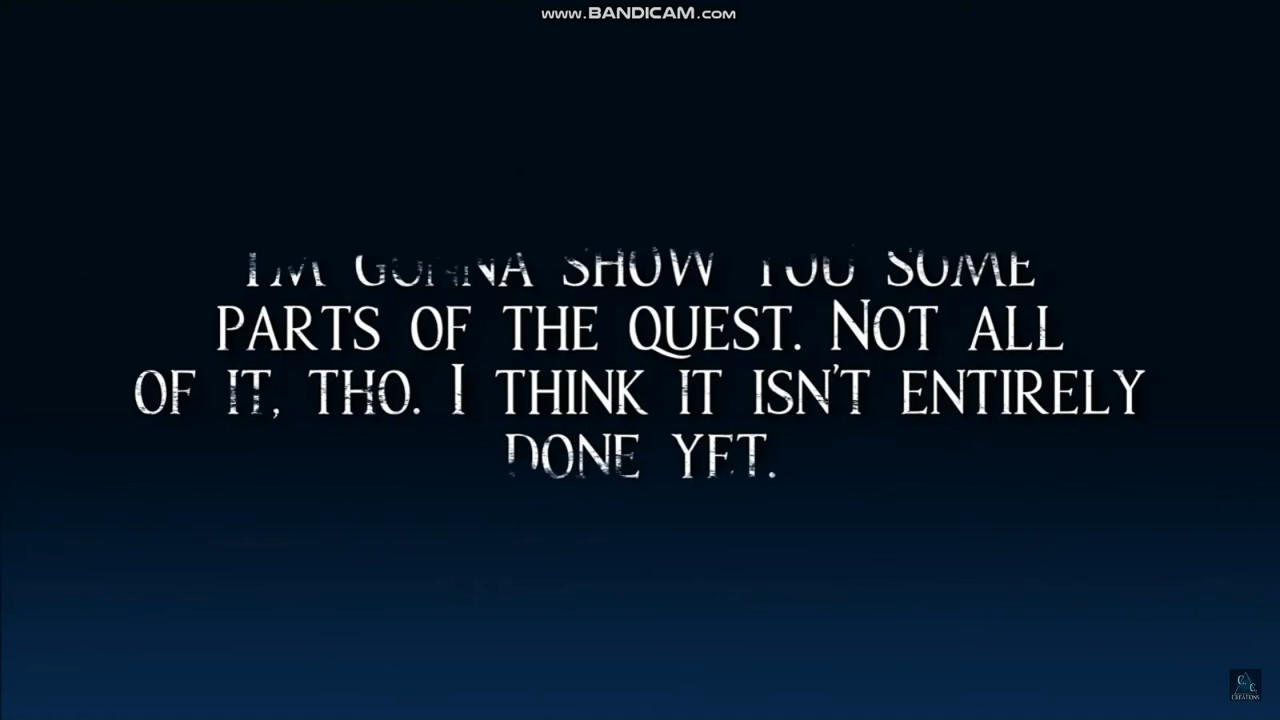 www.BANDICAM.com
I'm gonna show you some
parts of the quest. Not all
of it, tho. I think it isn't entirely
done yet.
CREATIONS